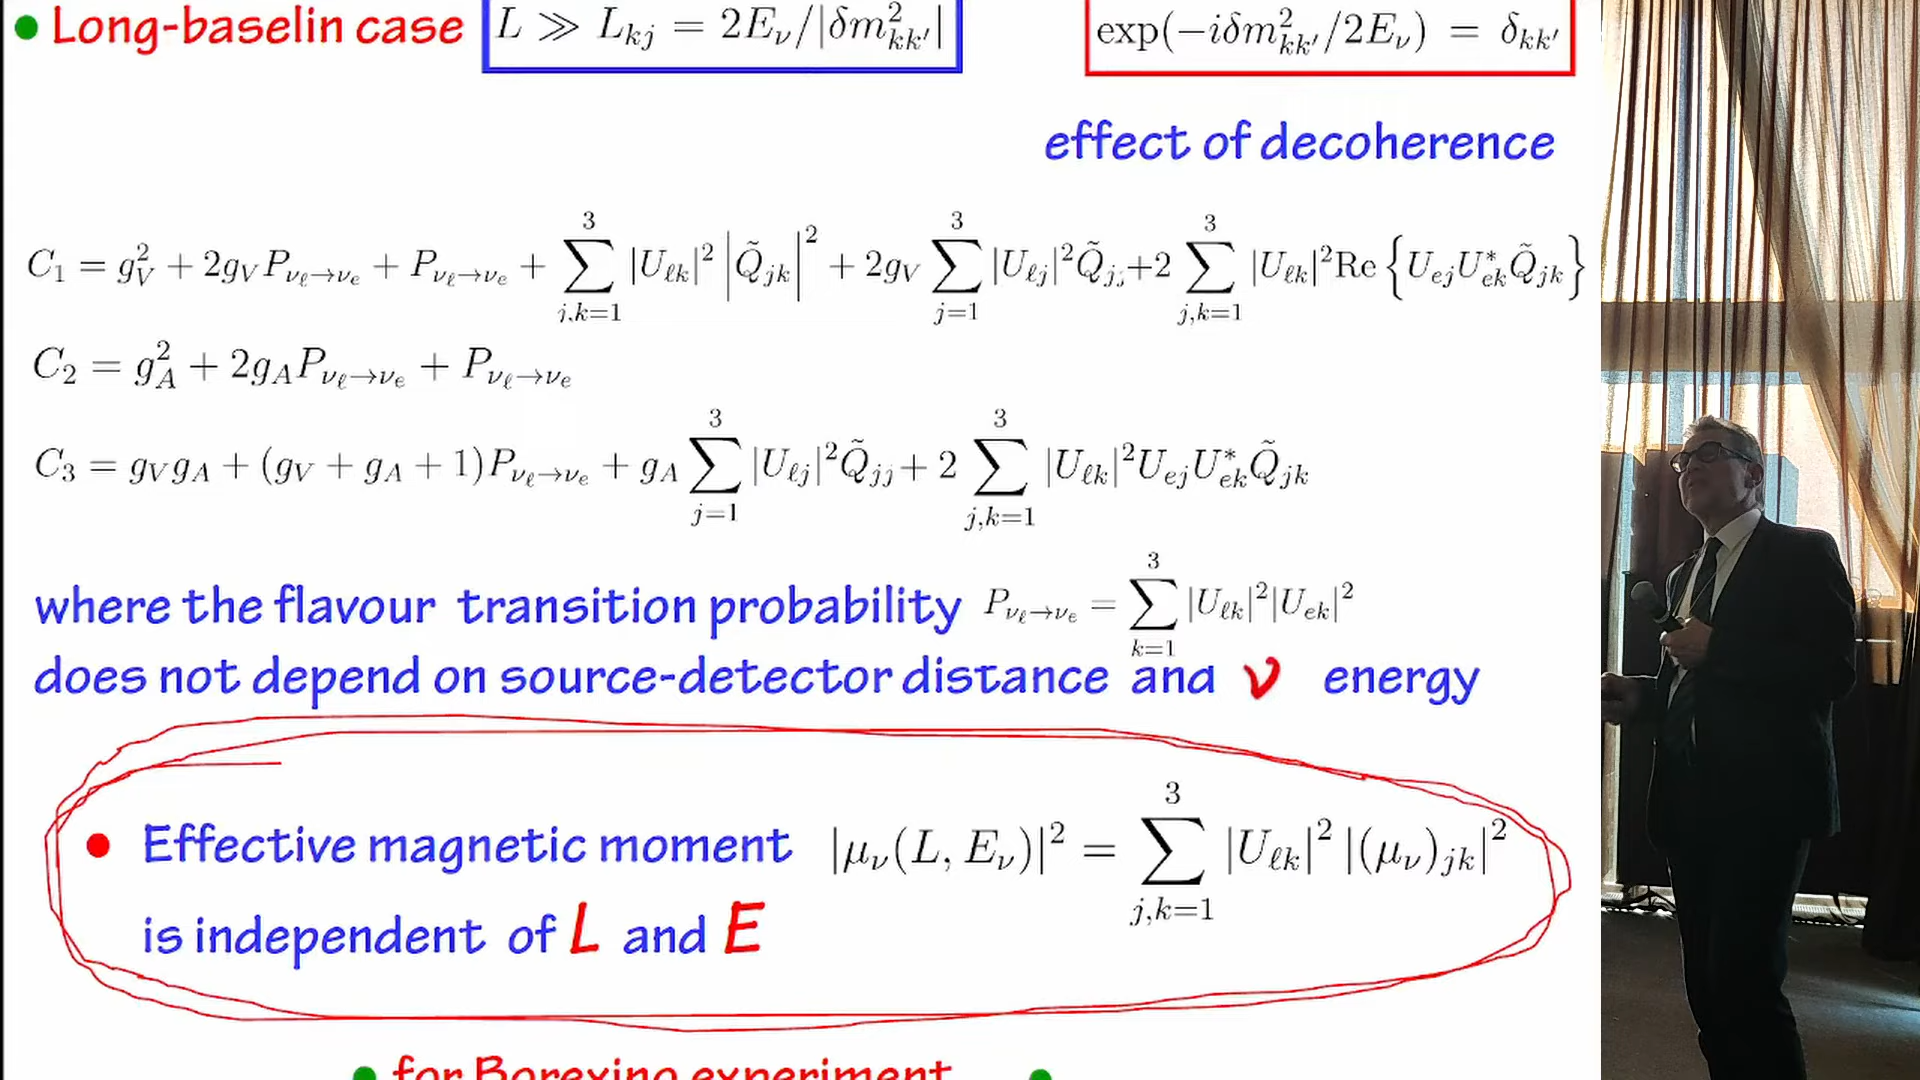 • Long-baselin case L ≫ L_{kj} = 2E_ν/|δm²_{kk'}| exp(−iδm²_{kk'}/2E_ν) = δ_{kk'}
effect of decoherence
C_1 = g_V^2 + 2g_V P_{ν_ℓ→ν_e} + P_{ν_ℓ→ν_e} + ∑_{j,k=1}^{3} |U_{ℓk}|^2 |Q̃_{jk}|^2 + 2g_V ∑_{j=1}^{3} |U_{ℓj}|^2 Q̃_{jj} + 2 ∑_{j,k=1}^{3} |U_{ℓk}|^2 Re {U_{ej} U^*_{ek} Q̃_{jk}}
C_2 = g_A^2 + 2g_A P_{ν_ℓ→ν_e} + P_{ν_ℓ→ν_e}
C_3 = g_V g_A + (g_V + g_A + 1)P_{ν_ℓ→ν_e} + g_A ∑_{j=1}^{3} |U_{ℓj}|^2 Q̃_{jj} + 2 ∑_{j,k=1}^{3} |U_{ℓk}|^2 U_{ej} U^*_{ek} Q̃_{jk}
where the flavour transition probability P_{ν_ℓ→ν_e} = ∑_{k=1}^{3} |U_{ℓk}|^2 |U_{ek}|^2
does not depend on source-detector distance and ν energy
• Effective magnetic moment |μ_ν(L, E_ν)|^2 = ∑_{j,k=1}^{3} |U_{ℓk}|^2 |(μ_ν)_{jk}|^2
is independent of L and E
• for Borexino experiment •